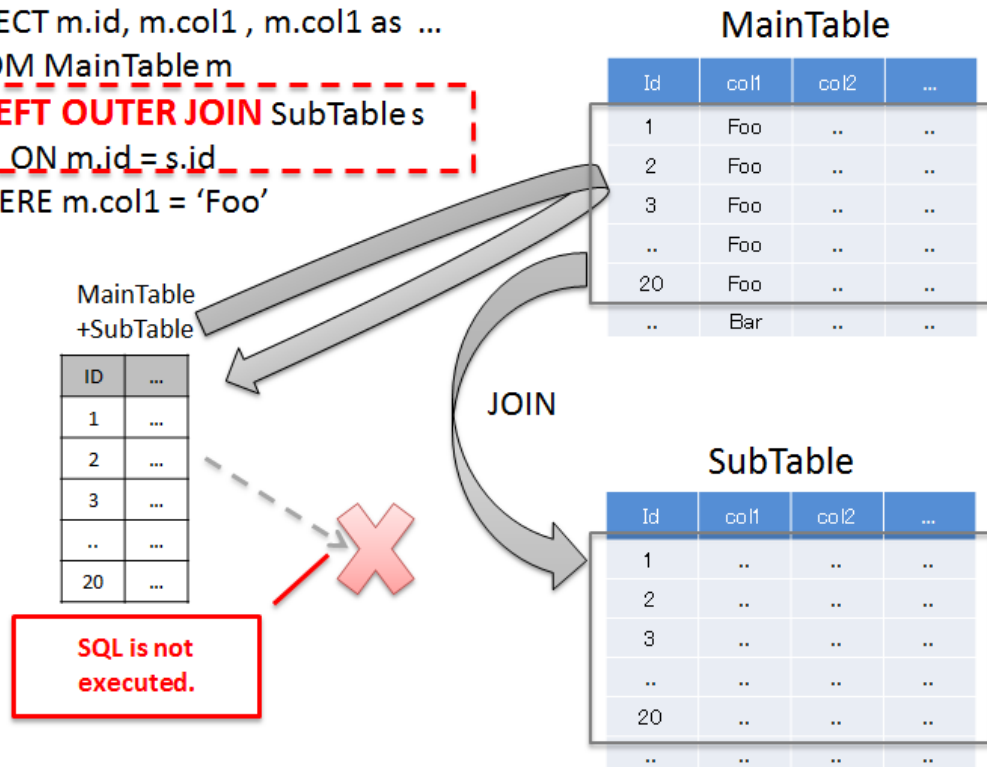 ECT m.id, m.col1 , m.col1 as ...
OM MainTable m
EFT OUTER JOIN SubTable s
ON m.id = s.id
ERE m.col1 = ‘Foo’
MainTable
Id col1 col2 ...
1 Foo .. ..
2 Foo .. ..
3 Foo .. ..
.. Foo .. ..
20 Foo .. ..
.. Bar .. ..
MainTable
+SubTable
ID ...
1 ...
2 ...
3 ...
.. ...
20 ...
JOIN
SQL is not
executed.
SubTable
Id col1 col2 ...
1 .. .. ..
2 .. .. ..
3 .. .. ..
.. .. .. ..
20 .. .. ..
.. .. .. ..